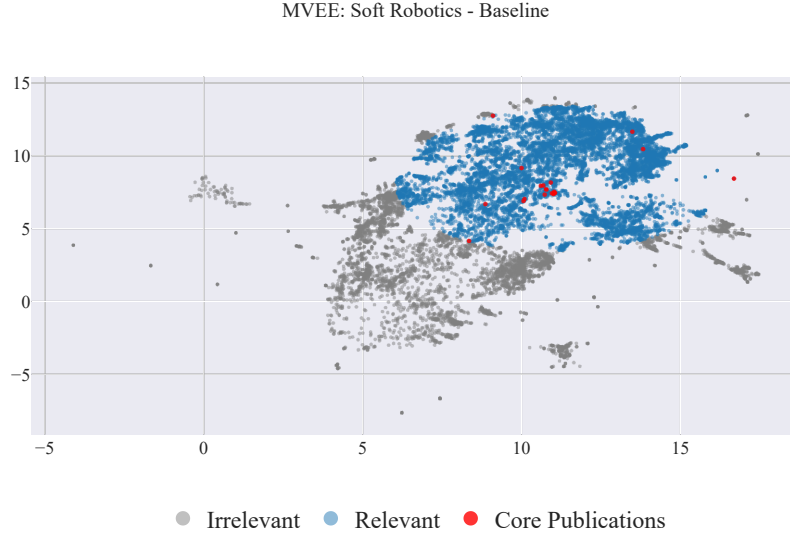 MVEE: Soft Robotics - Baseline
15
10
5
0
−5
−5 0 5 10 15
Irrelevant Relevant Core Publications